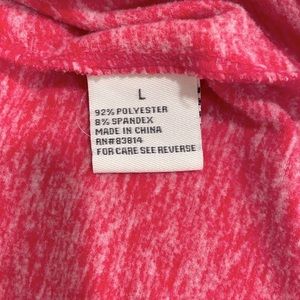 L
92% POLYESTER
8% SPANDEX
MADE IN CHINA
RN#83814
FOR CARE SEE REVERSE